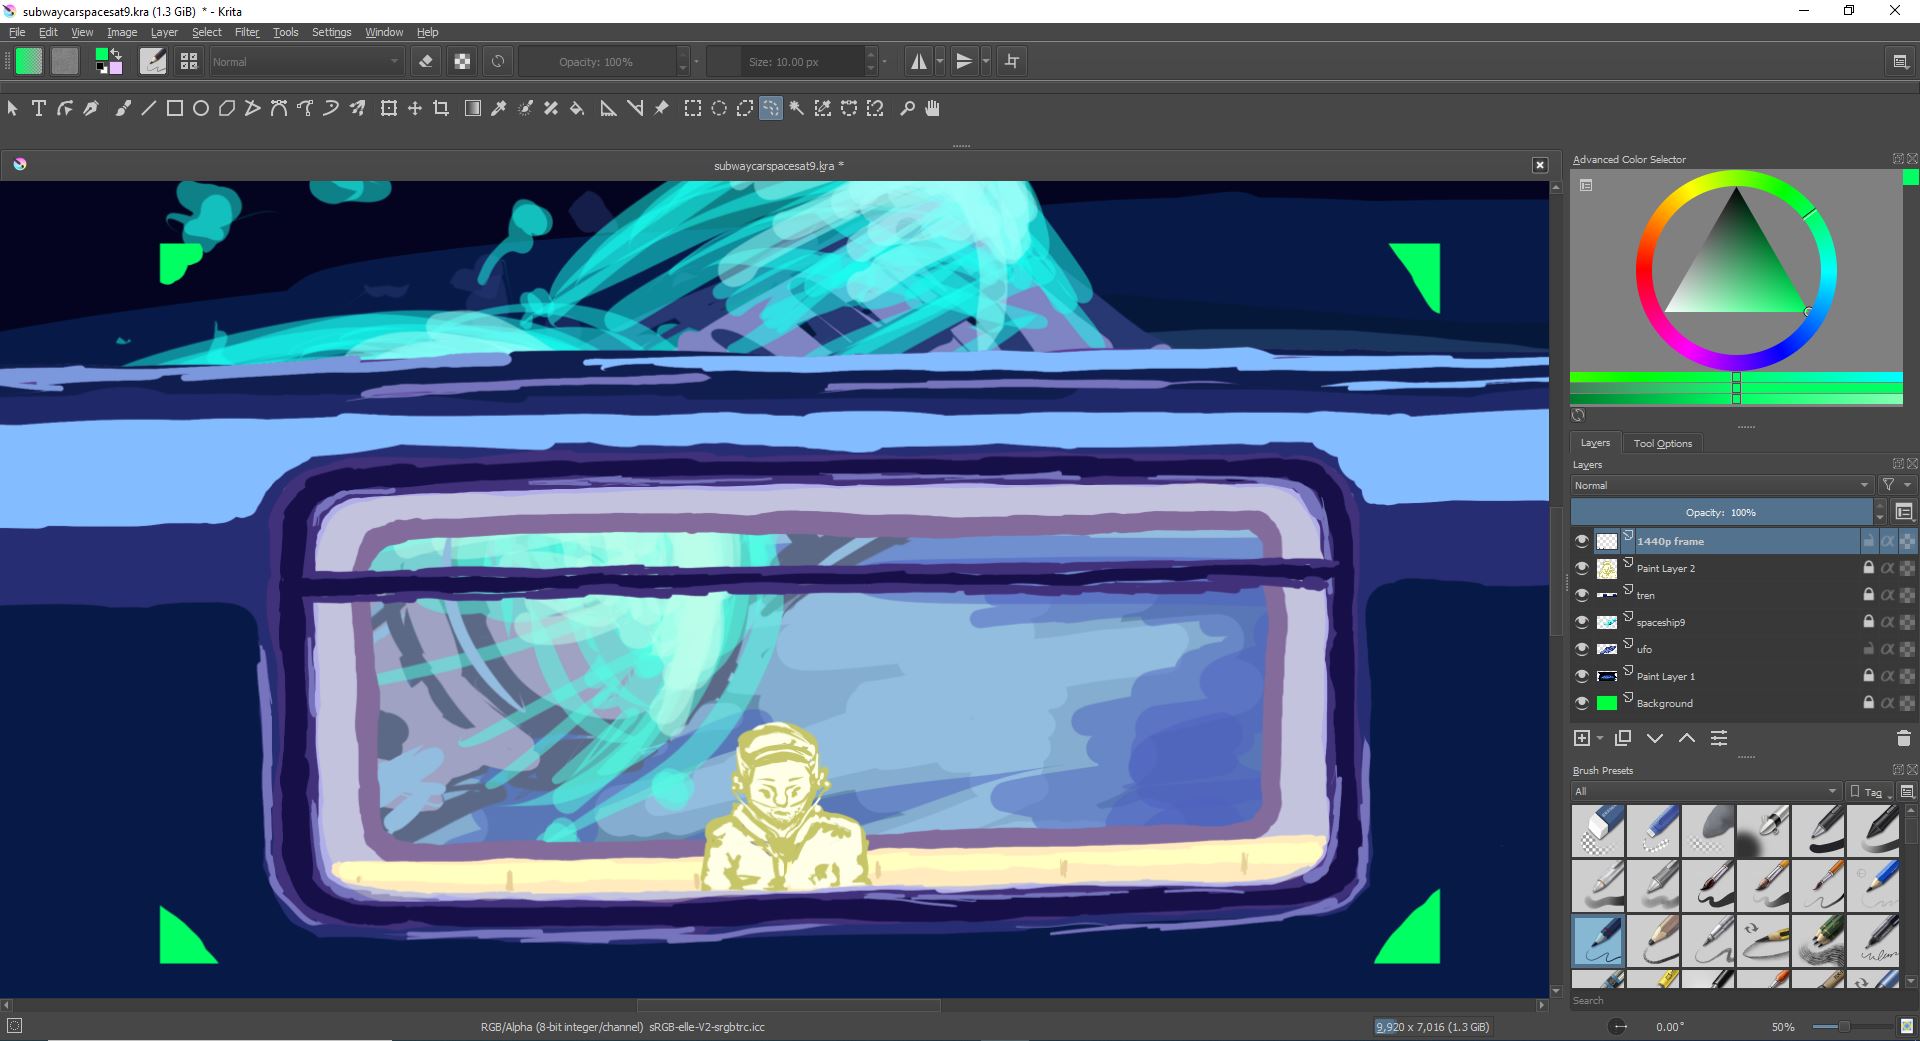 subwaycarspacesat9.kra (1.3 GiB) * - Krita
File Edit View Image Layer Select Filter Tools Settings Window Help
Normal
Opacity: 100%
Size: 10.00 px
subwaycarspacesat9.kra *
Advanced Color Selector
Layers Tool Options
Layers
Normal
Opacity: 100%
1440p frame
Paint Layer 2
tren
spaceship9
ufo
Paint Layer 1
Background
Brush Presets
All
Tag
Search
RGB/Alpha (8-bit integer/channel) sRGB-elle-V2-srgbtrc.icc
9,920 x 7,016 (1.3 GiB)
0.00°
50%